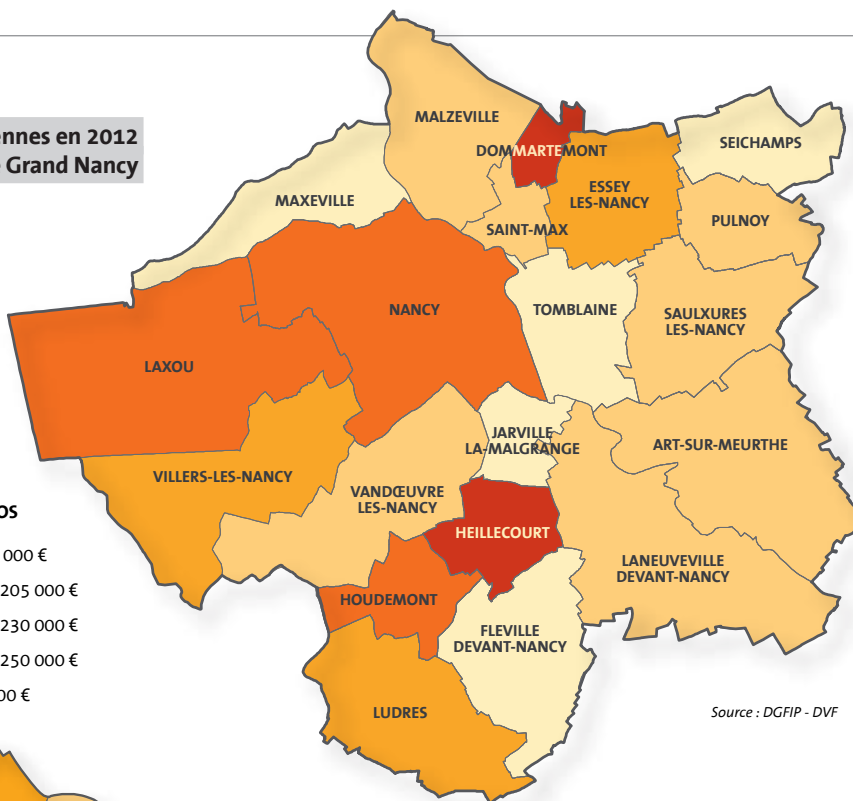 ennes en 2012
Grand Nancy
MALZEVILLE
DOMMARTEMONT
SEICHAMPS
MAXEVILLE
ESSEY
LES-NANCY
PULNOY
SAINT-MAX
NANCY
TOMBLAINE
SAULXURES
LES-NANCY
LAXOU
JARVILLE
LA-MALGRANGE
ART-SUR-MEURTHE
VILLERS-LES-NANCY
VANDŒUVRE
LES-NANCY
HEILLECOURT
LANEUVEVILLE
DEVANT-NANCY
HOUDEMONT
FLEVILLE
DEVANT-NANCY
LUDRES
os
000 €
205 000 €
230 000 €
250 000 €
00 €
Source : DGFIP - DVF